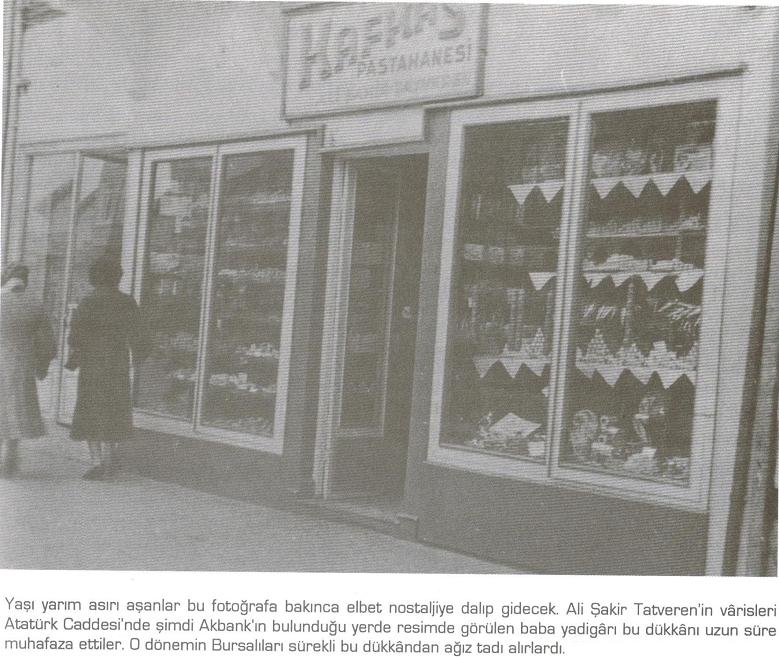 KAFKAS
PASTAHANESİ
Yaşı yarım asırı aşanlar bu fotoğrafa bakınca elbet nostaljiye dalıp gidecek. Ali Şakir Tatveren'in vârisleri
Atatürk Caddesi'nde şimdi Akbank'ın bulunduğu yerde resimde görülen baba yadigârı bu dükkânı uzun süre
muhafaza ettiler. O dönemin Bursalıları sürekli bu dükkândan ağız tadı alırlardı.